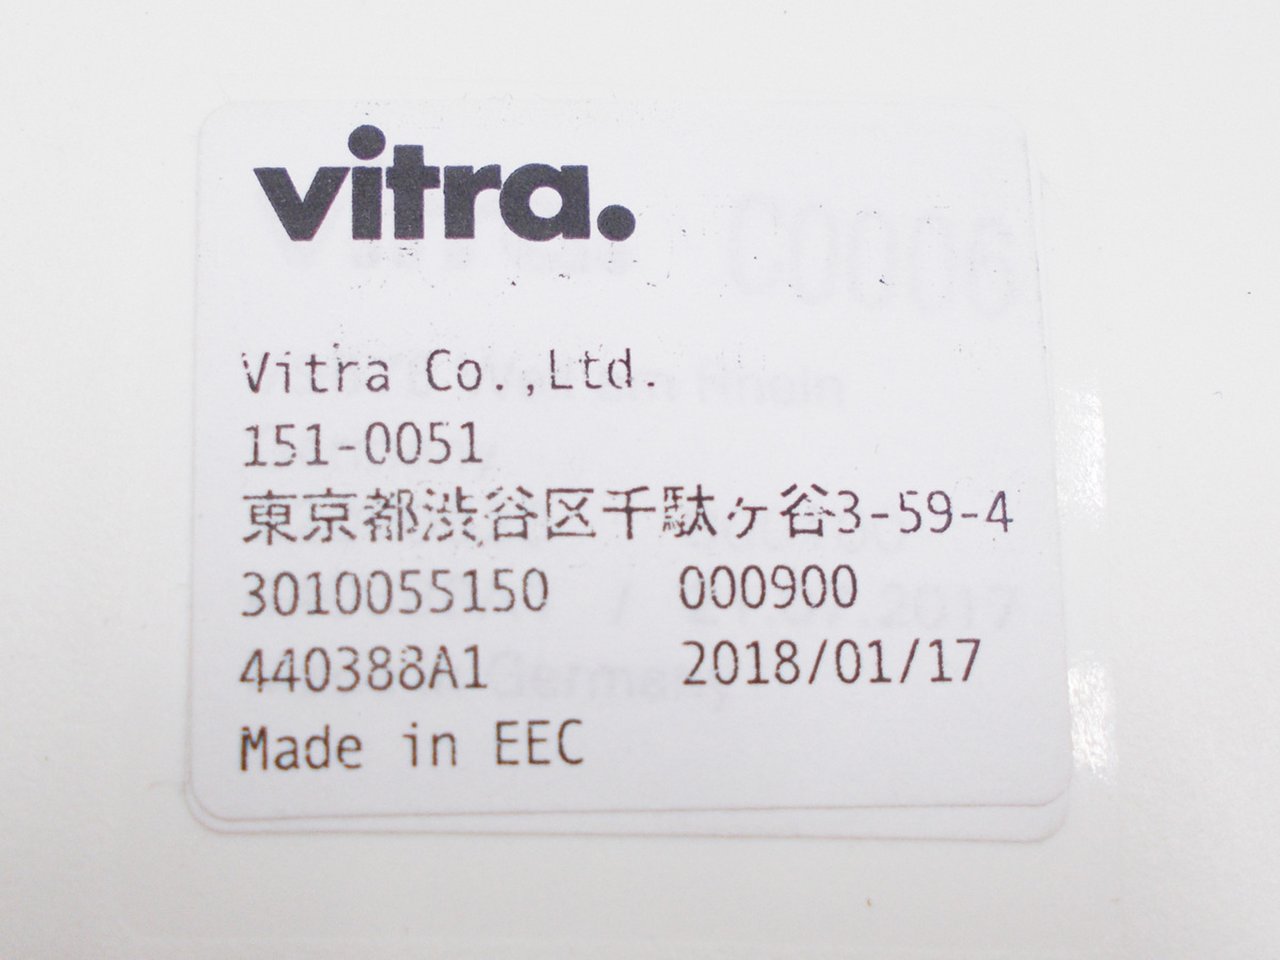 vitra.
Vitra Co.,Ltd.
151-0051
東京都渋谷区千駄ヶ谷3-59-4
3010055150 000900
440388A1 2018/01/17
Made in EEC